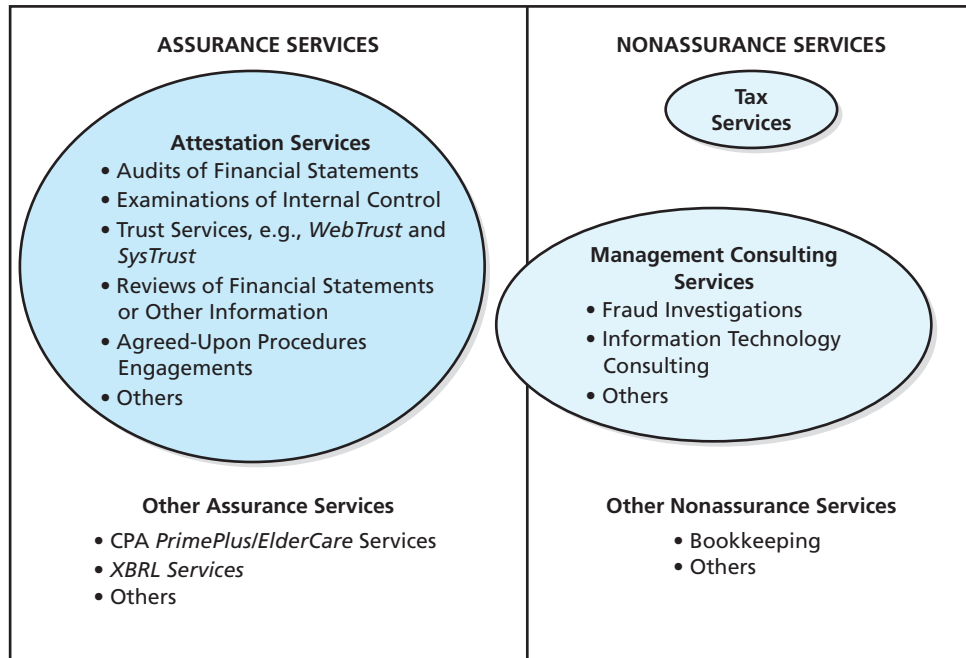 ASSURANCE SERVICES
Attestation Services
• Audits of Financial Statements
• Examinations of Internal Control
• Trust Services, e.g., WebTrust and
SysTrust
• Reviews of Financial Statements
or Other Information
• Agreed-Upon Procedures
Engagements
• Others
Other Assurance Services
• CPA PrimePlus/ElderCare Services
• XBRL Services
• Others
NONASSURANCE SERVICES
Tax
Services
Management Consulting
Services
• Fraud Investigations
• Information Technology
Consulting
• Others
Other Nonassurance Services
• Bookkeeping
• Others